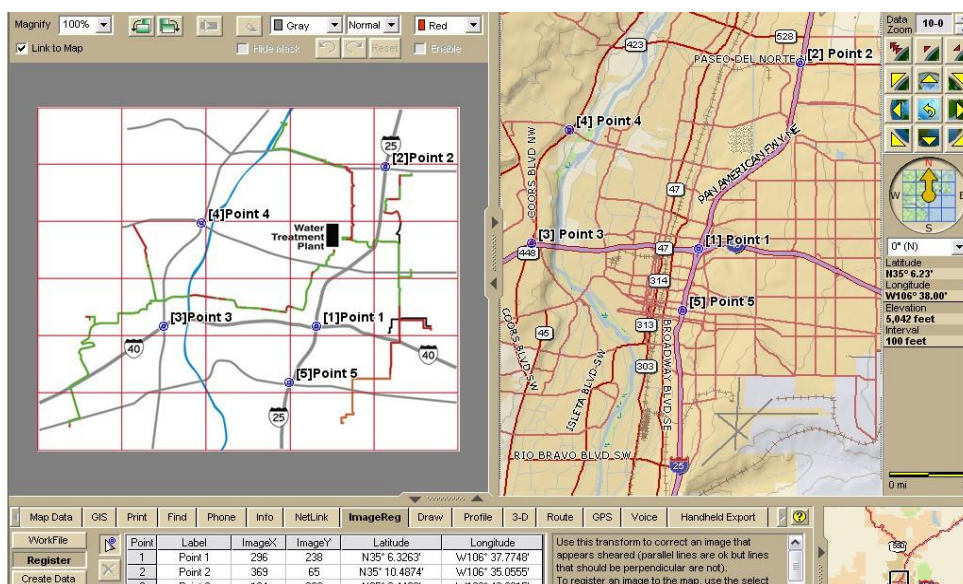 Magnify 100% Gray Normal Red
Link to Map Hide Mask Reset Enable
25
[2]Point 2
[4]Point 4
Water
Treatment
Plant
[3]Point 3
[1]Point 1
40
40
[5]Point 5
25
423
528
PASEO DEL NORTE
[2] Point 2
[4] Point 4
COORS BLVD NW
PAN AMERICAN FWY NE
47
[3] Point 3
448
47
[1] Point 1
314
[5] Point 5
313
45
COORS BLVD SW
ISLETA BLVD SW
303
BROADWAY BLVD SE
RIO BRAVO BLVD SW
25
Data
Zoom
10-0
N
W
E
S
0° (N)
Latitude
N35° 6.23'
Longitude
W106° 38.00'
Elevation
5,042 feet
Interval
100 feet
0 mi
Map Data GIS Print Find Phone Info NetLink ImageReg Draw Profile 3-D Route GPS Voice Handheld Export
WorkFile
Register
Create Data
Point Label ImageX ImageY Latitude Longitude
1 Point 1 296 238 N35° 6.3263' W106° 37.7748'
2 Point 2 369 65 N35° 10.4874' W106° 35.0555'
Use this transform to correct an image that
appears sheared (parallel lines are ok but lines
that should be perpendicular are not).
To register an image to the map, use the select